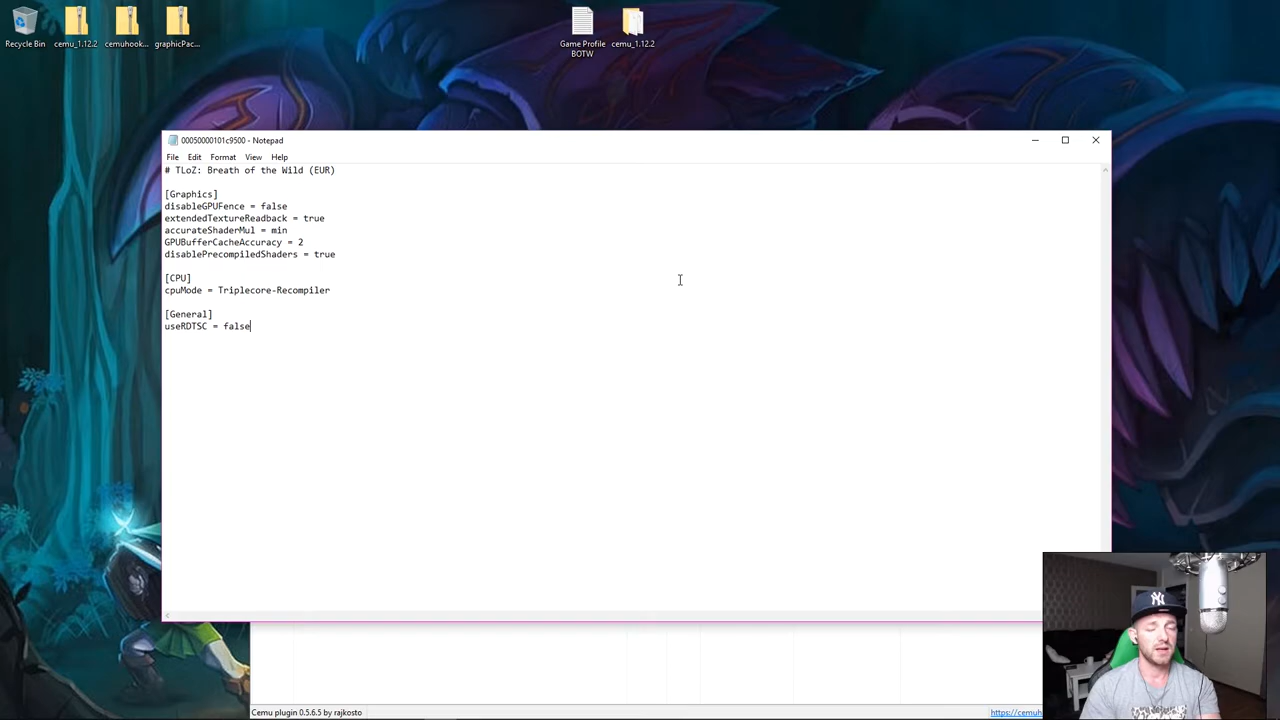 Recycle Bin
cemu_1.12.2
cemuhook...
graphicPac...
Game Profile
BOTW
cemu_1.12.2
00050000101c9500 - Notepad
File Edit Format View Help
# TLoZ: Breath of the Wild (EUR)
[Graphics]
disableGPUFence = false
extendedTextureReadback = true
accurateShaderMul = min
GPUBufferCacheAccuracy = 2
disablePrecompiledShaders = true
[CPU]
cpuMode = Triplecore-Recompiler
[General]
useRDTSC = false
Cemu plugin 0.5.6.5 by rajkosto
https://cemuh